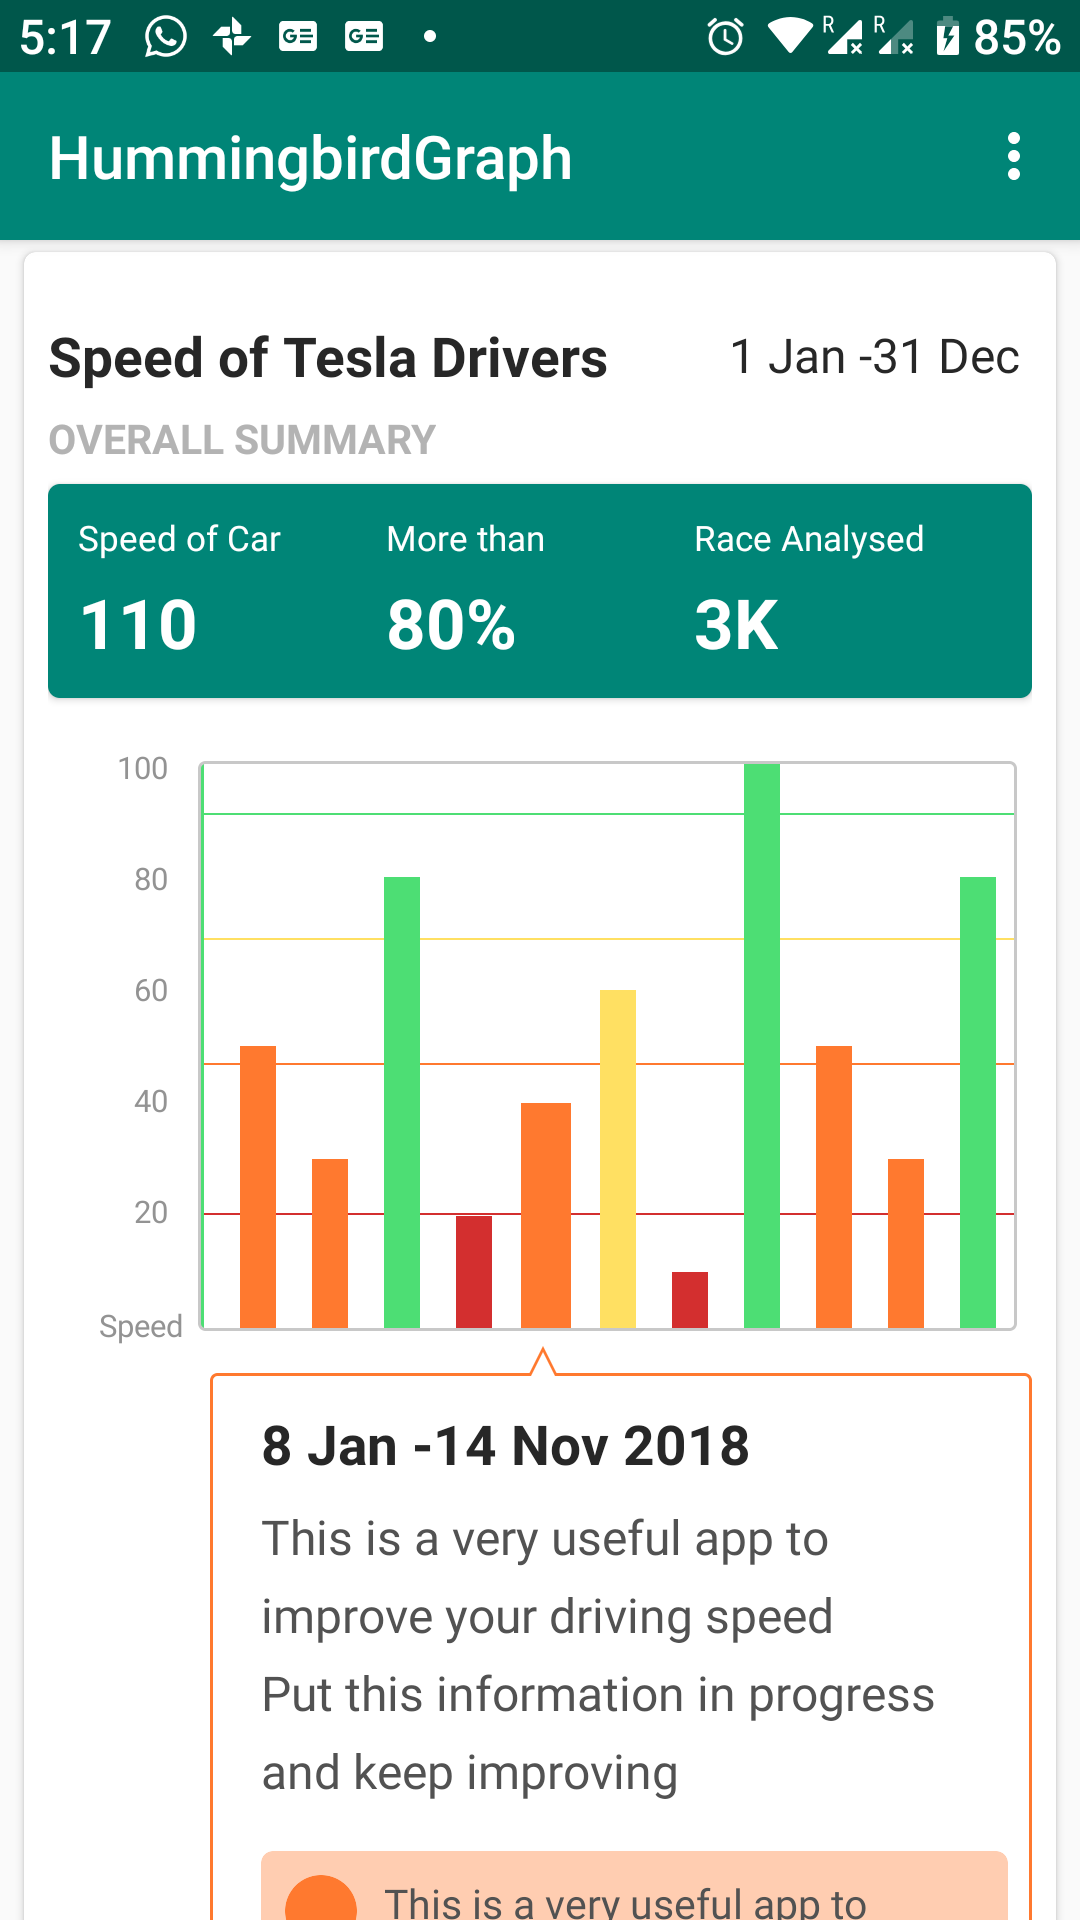 5:17 GE GE R R 85%
HummingbirdGraph
Speed of Tesla Drivers 1 Jan -31 Dec
OVERALL SUMMARY
Speed of Car More than Race Analysed
110 80% 3K
100
80
60
40
20
Speed
8 Jan -14 Nov 2018
This is a very useful app to
improve your driving speed
Put this information in progress
and keep improving
This is a very useful app to